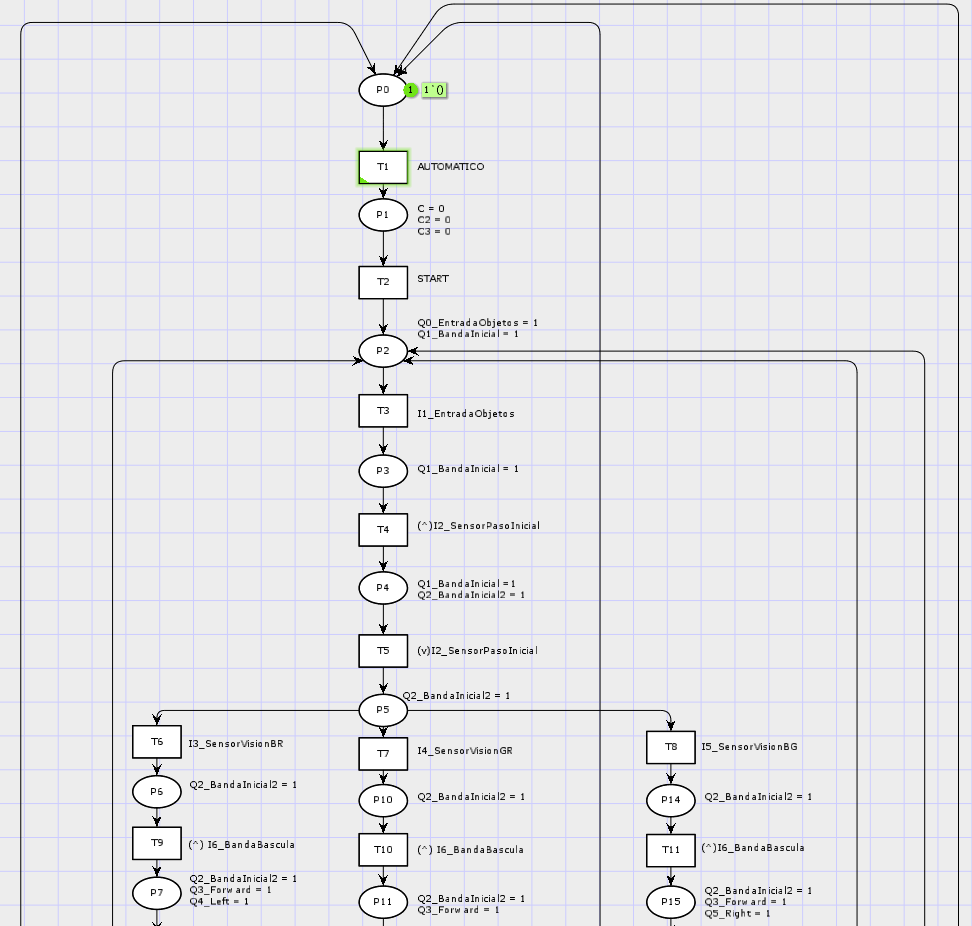 P0 1 1`()
T1 AUTOMATICO
P1 C = 0
C2 = 0
C3 = 0
T2 START
Q0_EntradaObjetos = 1
Q1_BandaInicial = 1
P2
T3 I1_EntradaObjetos
P3 Q1_BandaInicial = 1
T4 (^)I2_SensorPasoInicial
P4 Q1_BandaInicial =1
Q2_BandaInicial2 = 1
T5 (v)I2_SensorPasoInicial
P5 Q2_BandaInicial2 = 1
T6 I3_SensorVisionBR
T7 I4_SensorVisionGR
T8 I5_SensorVisionBG
P6 Q2_BandaInicial2 = 1
P10 Q2_BandaInicial2 = 1
P14 Q2_BandaInicial2 = 1
T9 (^) I6_BandaBascula
T10 (^) I6_BandaBascula
T11 (^)I6_BandaBascula
P7 Q2_BandaInicial2 = 1
Q3_Forward = 1
Q4_Left = 1
P11 Q2_BandaInicial2 = 1
Q3_Forward = 1
P15 Q2_BandaInicial2 = 1
Q3_Forward = 1
Q5_Right = 1